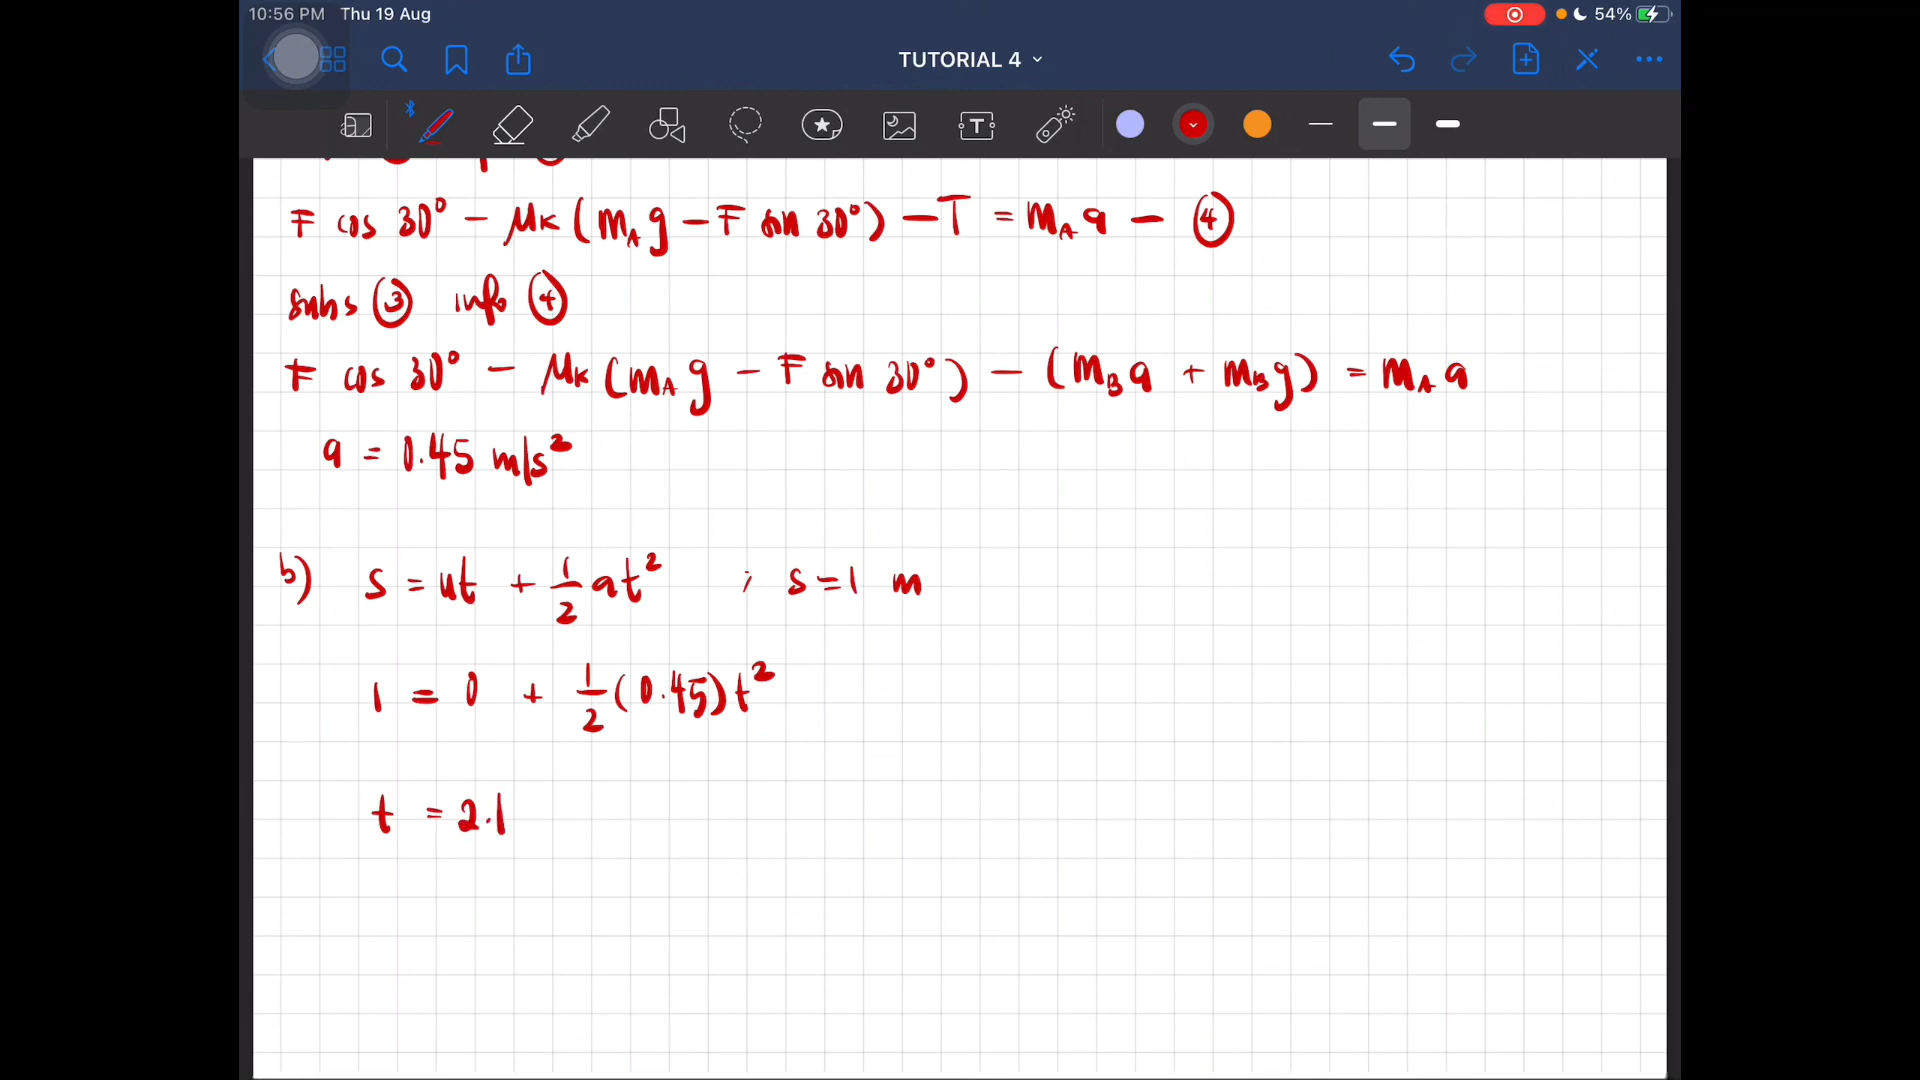 10:56 PM Thu 19 Aug
54%
TUTORIAL 4
F cos 30° − μK (mA g − F sin 30°) − T = mA a − ④
subs ③ into ④
F cos 30° − μK (mA g − F sin 30°) − (mB a + mB g) = mA a
a = 0.45 m/s²
b) s = ut + 1/2 at² ; s = 1 m
1 = 0 + 1/2 (0.45) t²
t = 2.1